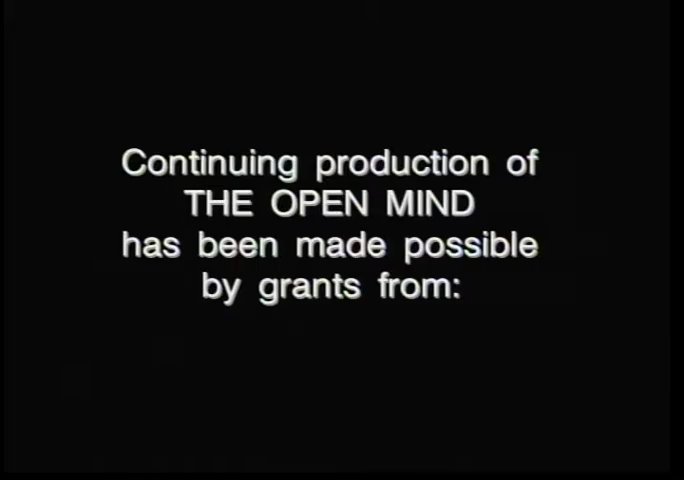 Continuing production of
THE OPEN MIND
has been made possible
by grants from: